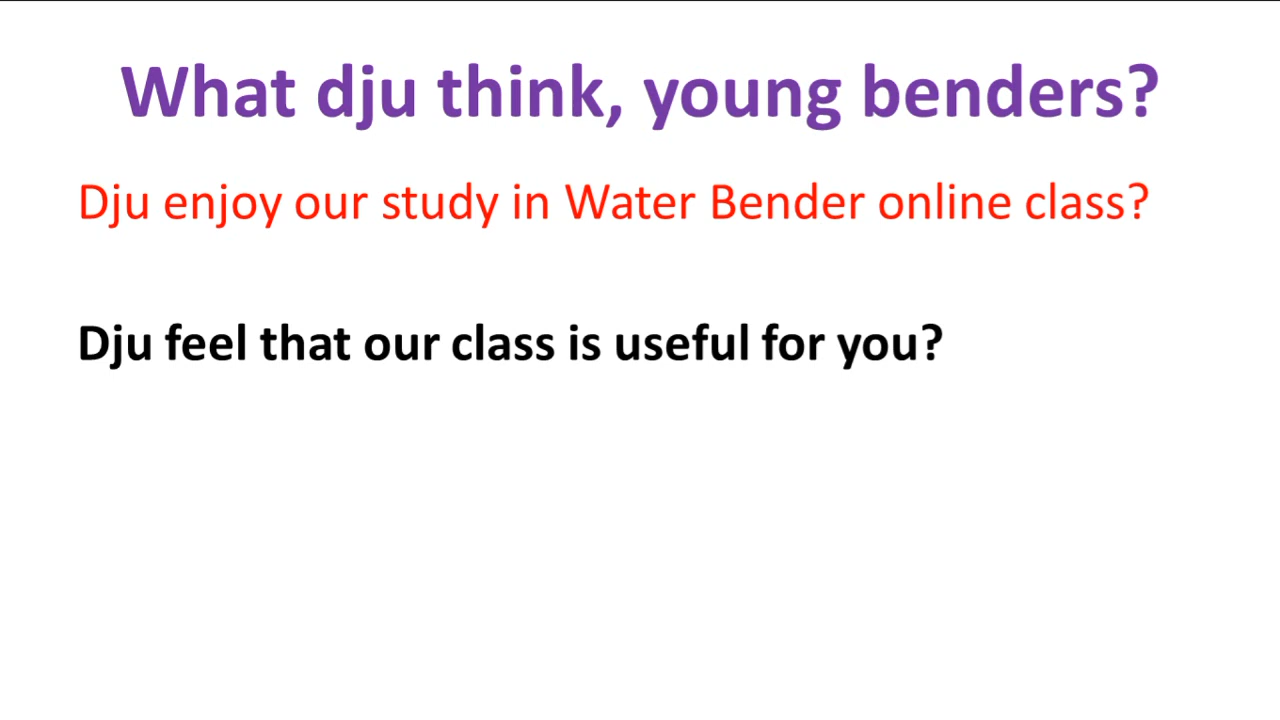 What dju think, young benders?
Dju enjoy our study in Water Bender online class?
Dju feel that our class is useful for you?